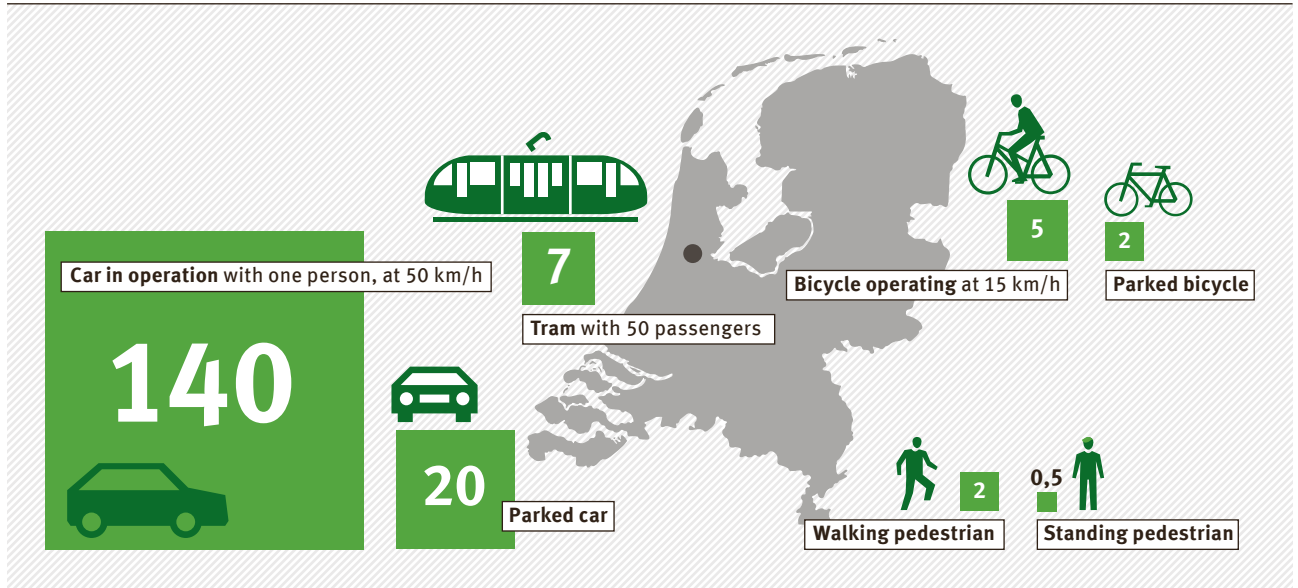 Car in operation with one person, at 50 km/h
140
7
Tram with 50 passengers
20
Parked car
5
Bicycle operating at 15 km/h
2
Parked bicycle
2
Walking pedestrian
0,5
Standing pedestrian